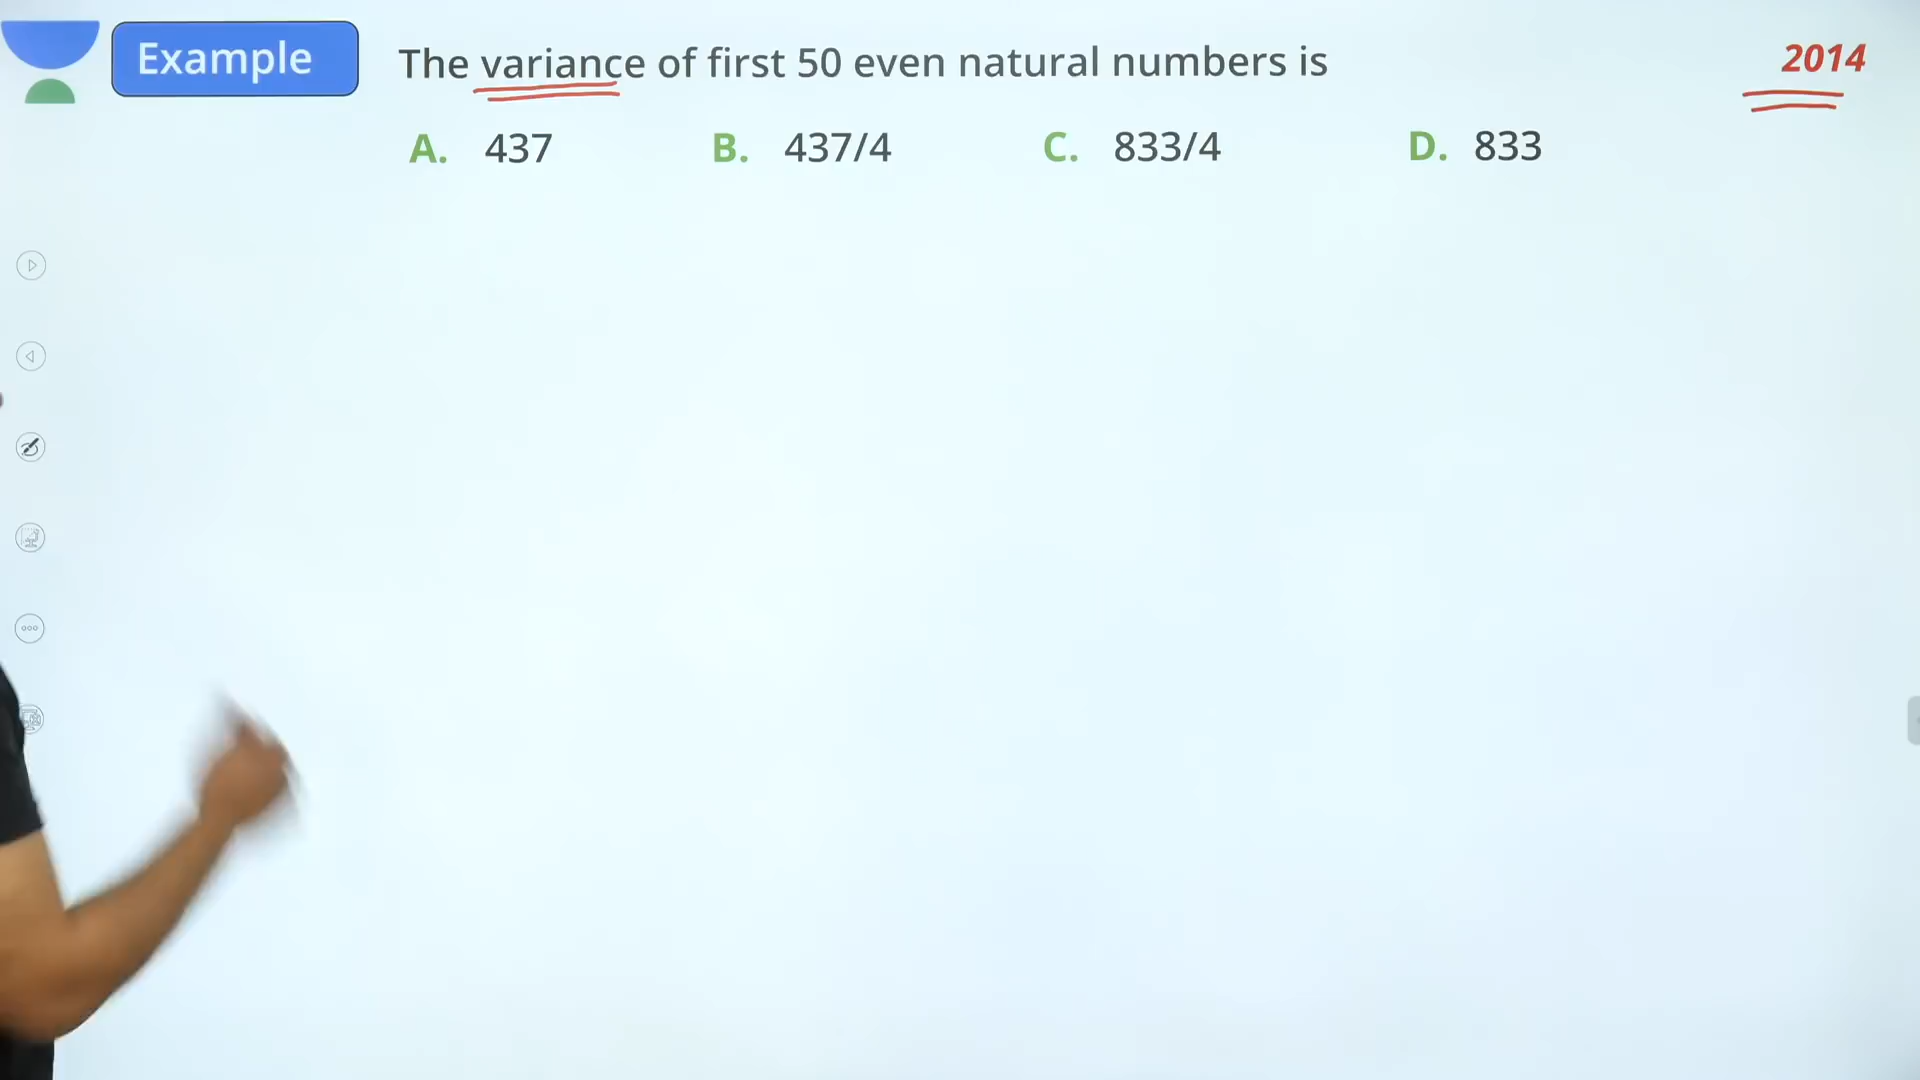 Example
The variance of first 50 even natural numbers is
2014
A. 437
B. 437/4
C. 833/4
D. 833